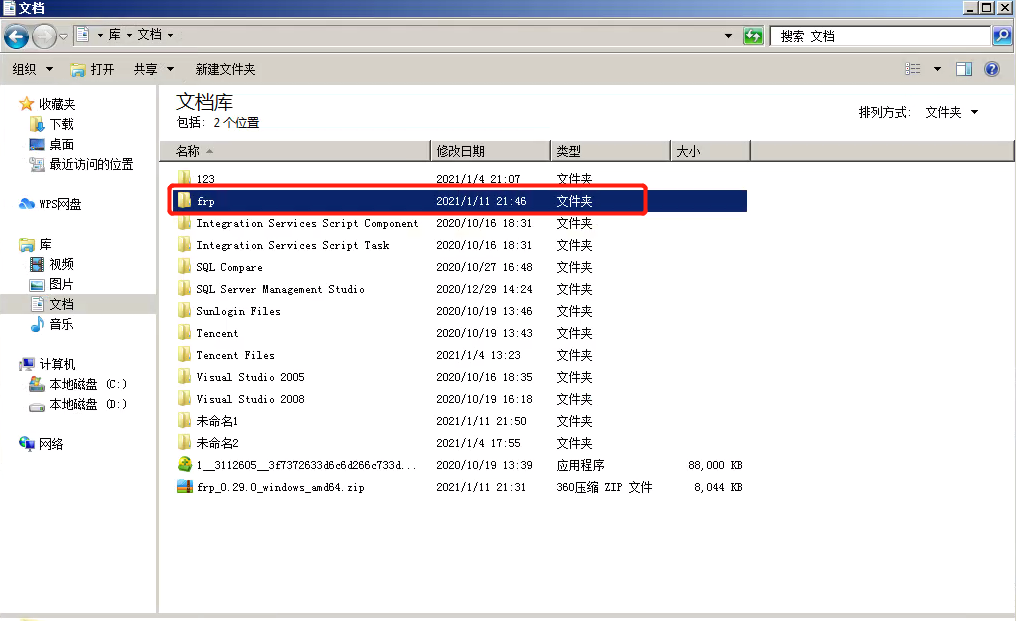 文档
库 文档
搜索 文档
组织 打开 共享 新建文件夹
收藏夹
下载
桌面
最近访问的位置
WPS网盘
库
视频
图片
文档
音乐
计算机
本地磁盘 (C:)
本地磁盘 (D:)
网络
文档库
包括: 2 个位置
排列方式: 文件夹
名称 修改日期 类型 大小
123 2021/1/4 21:07 文件夹
frp 2021/1/11 21:46 文件夹
Integration Services Script Component 2020/10/16 18:31 文件夹
Integration Services Script Task 2020/10/16 18:31 文件夹
SQL Compare 2020/10/27 16:48 文件夹
SQL Server Management Studio 2020/12/29 14:24 文件夹
Sunlogin Files 2020/10/19 13:46 文件夹
Tencent 2020/10/19 13:43 文件夹
Tencent Files 2021/1/4 13:23 文件夹
Visual Studio 2005 2020/10/16 18:35 文件夹
Visual Studio 2008 2020/10/19 16:18 文件夹
未命名1 2021/1/11 21:50 文件夹
未命名2 2021/1/4 17:55 文件夹
1__3112605__3f7372633d6c6d266c733d... 2020/10/19 13:39 应用程序 88,000 KB
frp_0.29.0_windows_amd64.zip 2021/1/11 21:31 360压缩 ZIP 文件 8,044 KB